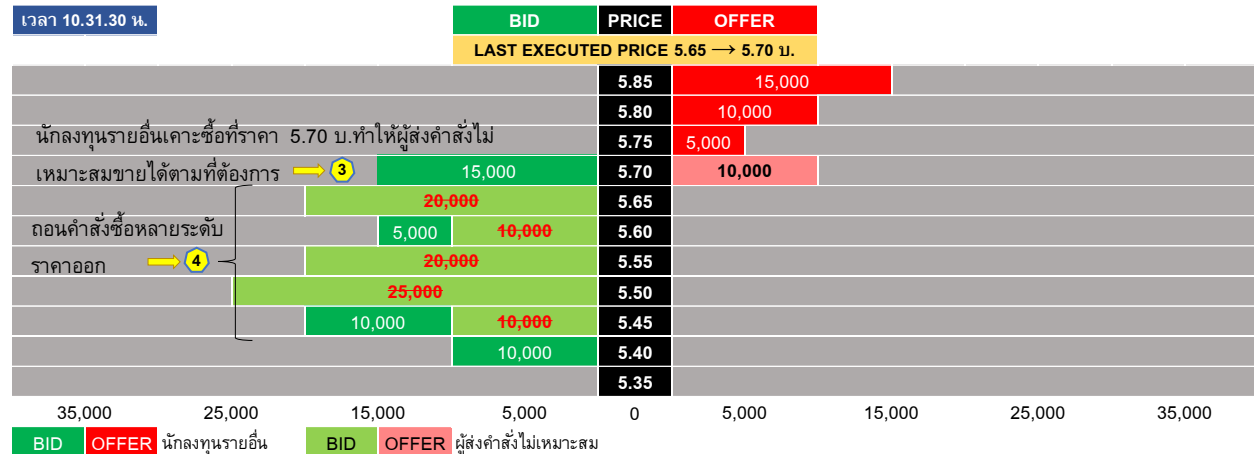 เวลา 10.31.30 น. BID PRICE OFFER
LAST EXECUTED PRICE 5.65 → 5.70 บ.
5.85 15,000
5.80 10,000
นักลงทุนรายอื่นเคาะซื้อที่ราคา 5.70 บ.ทำให้ผู้ส่งคำสั่งไม่ 5.75 5,000
เหมาะสมขายได้ตามที่ต้องการ 3 15,000 5.70 10,000
20,000 5.65
ถอนคำสั่งซื้อหลายระดับ 5,000 10,000 5.60
ราคาออก 4 20,000 5.55
25,000 5.50
10,000 10,000 5.45
10,000 5.40
5.35
35,000 25,000 15,000 5,000 0 5,000 15,000 25,000 35,000
BID OFFER นักลงทุนรายอื่น BID OFFER ผู้ส่งคำสั่งไม่เหมาะสม